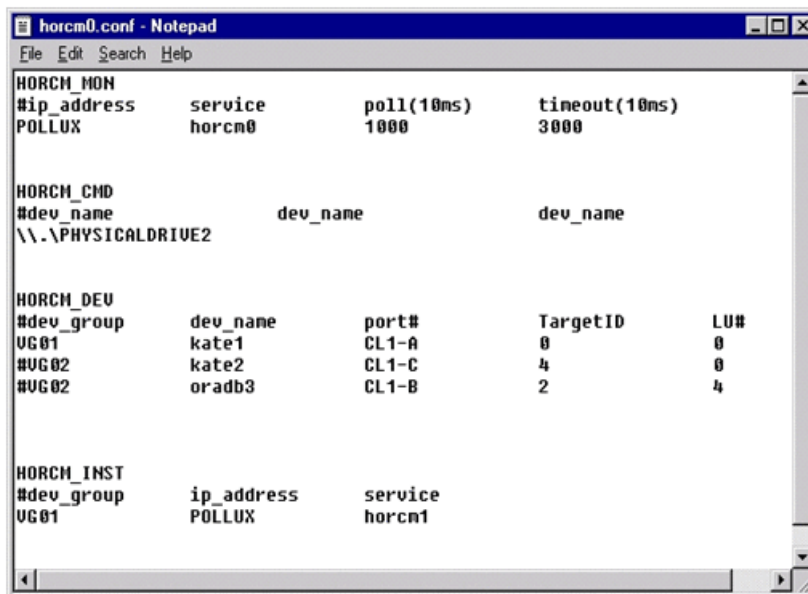 horcm0.conf - Notepad
File Edit Search Help
HORCM_MON
#ip_address service poll(10ms) timeout(10ms)
POLLUX horcm0 1000 3000
HORCM_CMD
#dev_name dev_name dev_name
\\.\PHYSICALDRIVE2
HORCM_DEV
#dev_group dev_name port# TargetID LU#
VG01 kate1 CL1-A 0 0
#VG02 kate2 CL1-C 4 0
#VG02 oradb3 CL1-B 2 4
HORCM_INST
#dev_group ip_address service
VG01 POLLUX horcm1